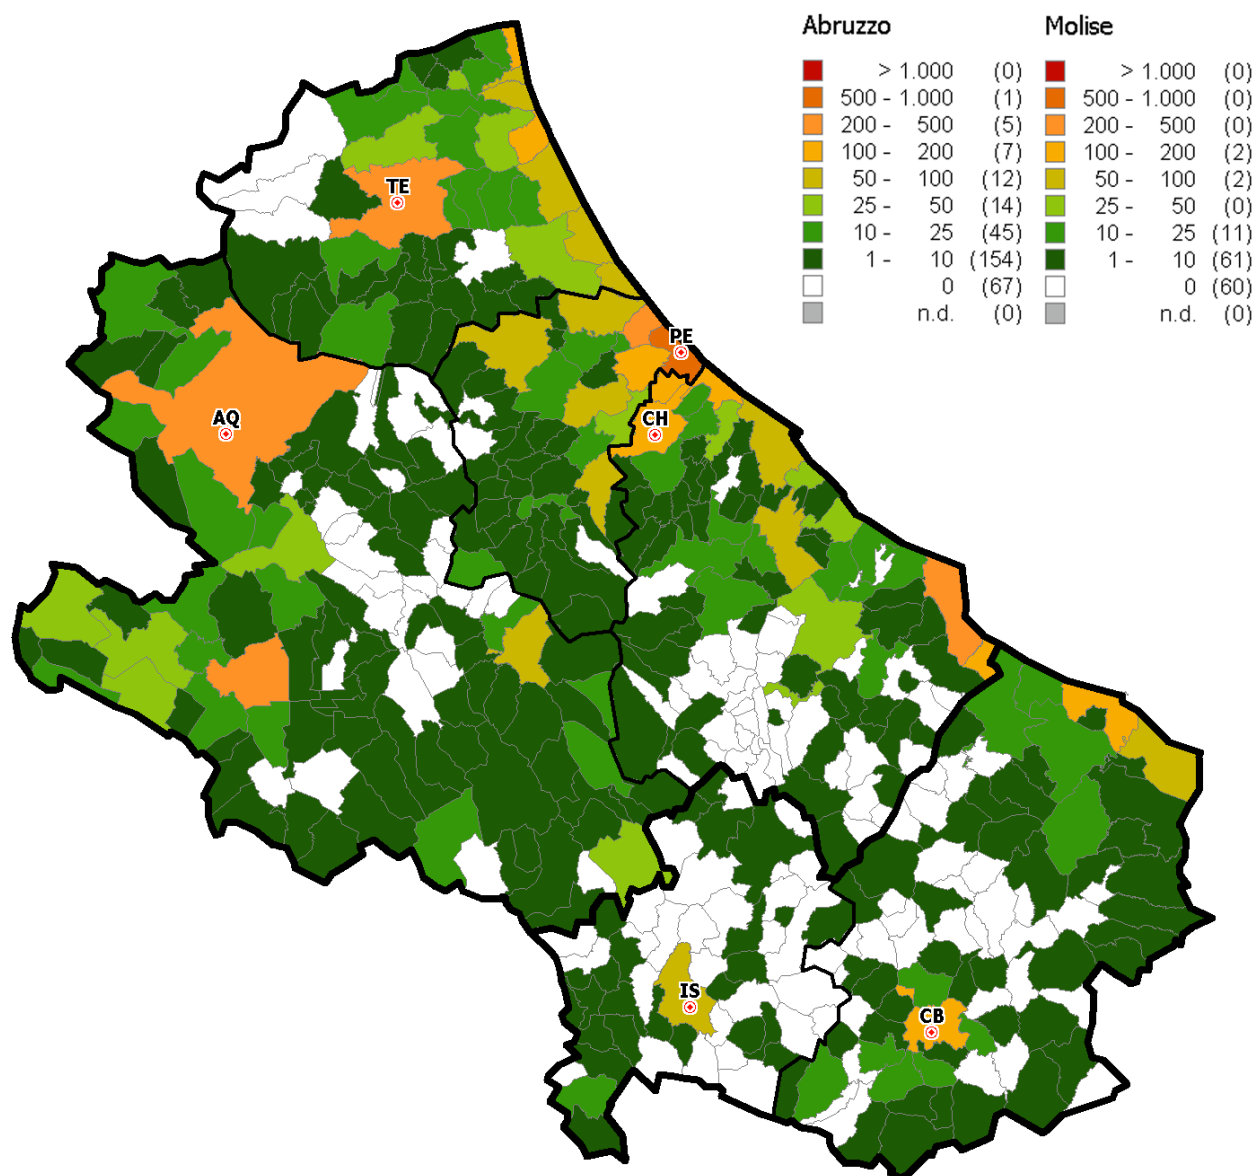 Abruzzo Molise
> 1.000 (0) > 1.000 (0)
500 - 1.000 (1) 500 - 1.000 (0)
200 - 500 (5) 200 - 500 (0)
100 - 200 (7) 100 - 200 (2)
50 - 100 (12) 50 - 100 (2)
25 - 50 (14) 25 - 50 (0)
10 - 25 (45) 10 - 25 (11)
1 - 10 (154) 1 - 10 (61)
0 (67) 0 (60)
n.d. (0) n.d. (0)
TE
PE
AQ
CH
IS
CB